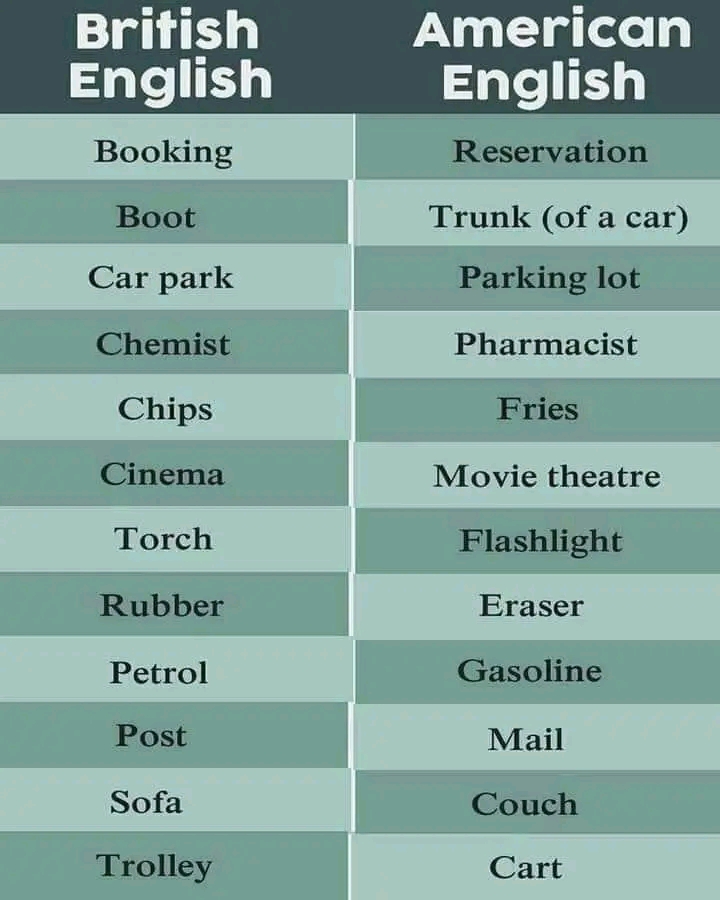 British
English
American
English
Booking
Reservation
Boot
Trunk (of a car)
Car park
Parking lot
Chemist
Pharmacist
Chips
Fries
Cinema
Movie theatre
Torch
Flashlight
Rubber
Eraser
Petrol
Gasoline
Post
Mail
Sofa
Couch
Trolley
Cart